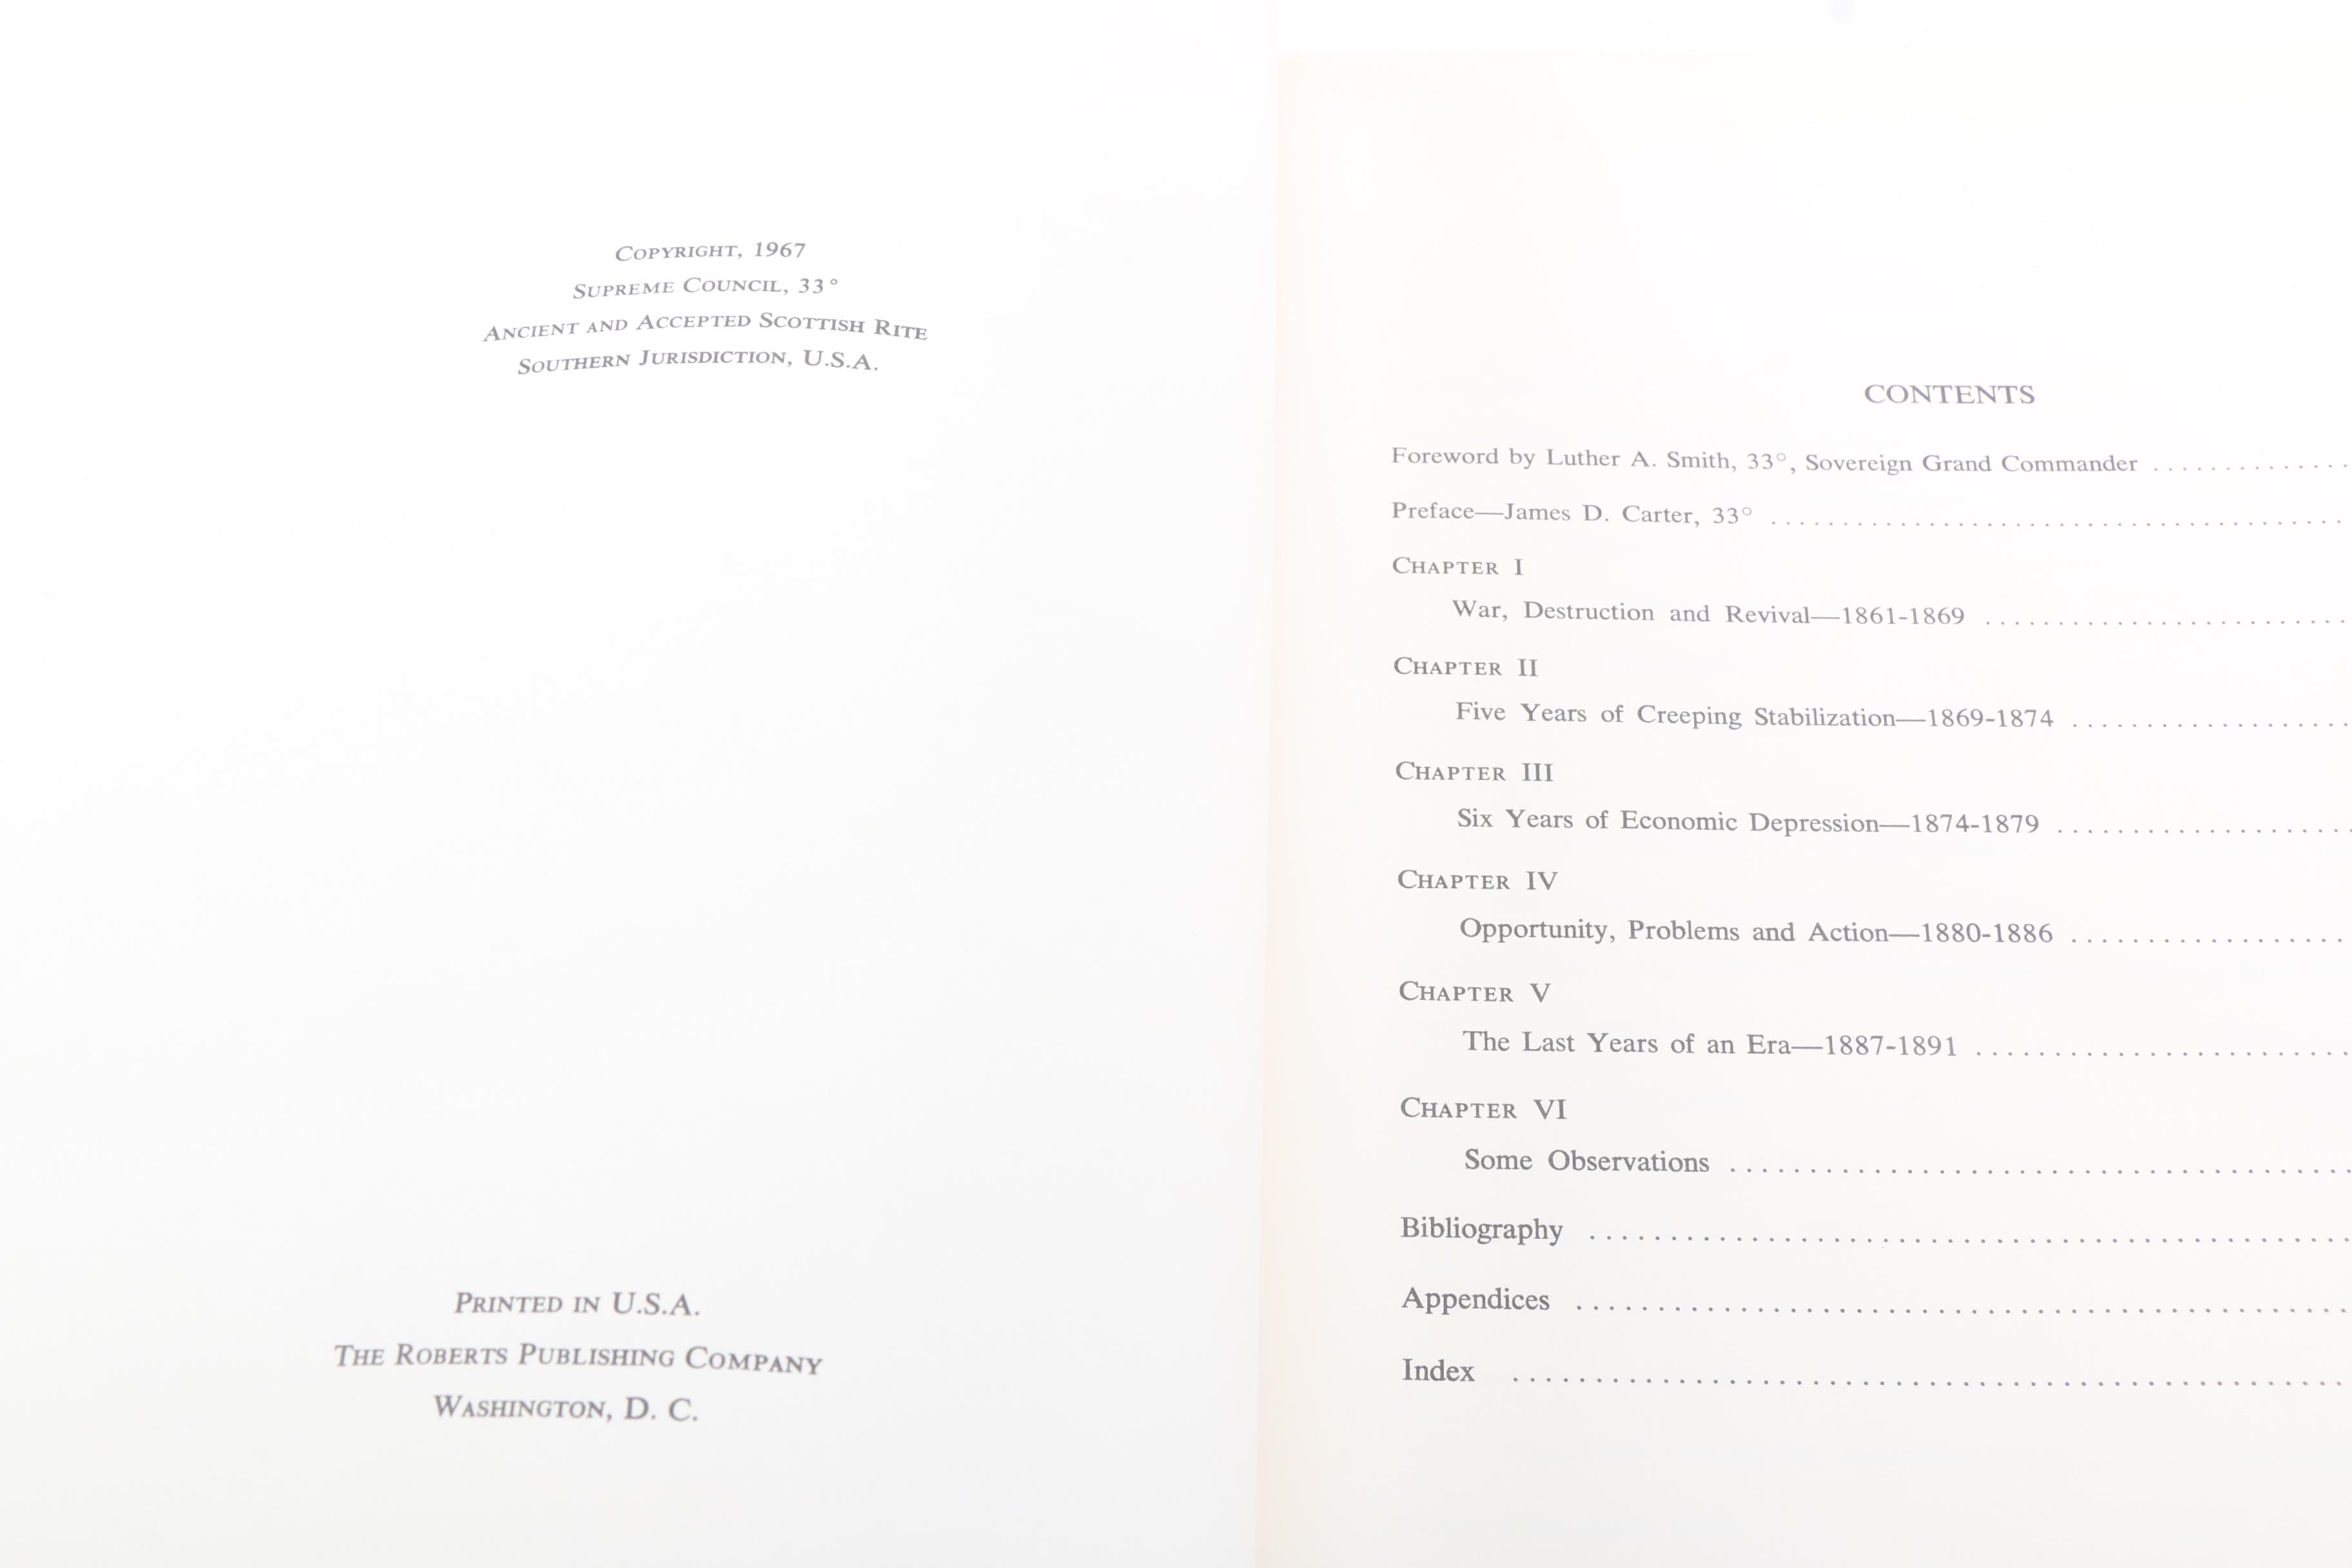 Copyright, 1967
Supreme Council, 33°
Ancient and Accepted Scottish Rite
Southern Jurisdiction, U.S.A.
Printed in U.S.A.
The Roberts Publishing Company
Washington, D. C.
CONTENTS
Foreword by Luther A. Smith, 33°, Sovereign Grand Commander ..............
Preface—James D. Carter, 33° ........................................
Chapter I
War, Destruction and Revival—1861-1869 .........................
Chapter II
Five Years of Creeping Stabilization—1869-1874 ...................
Chapter III
Six Years of Economic Depression—1874-1879 ....................
Chapter IV
Opportunity, Problems and Action—1880-1886 ...................
Chapter V
The Last Years of an Era—1887-1891 ........................
Chapter VI
Some Observations ........................................
Bibliography ................................................
Appendices .................................................
Index ....................................................